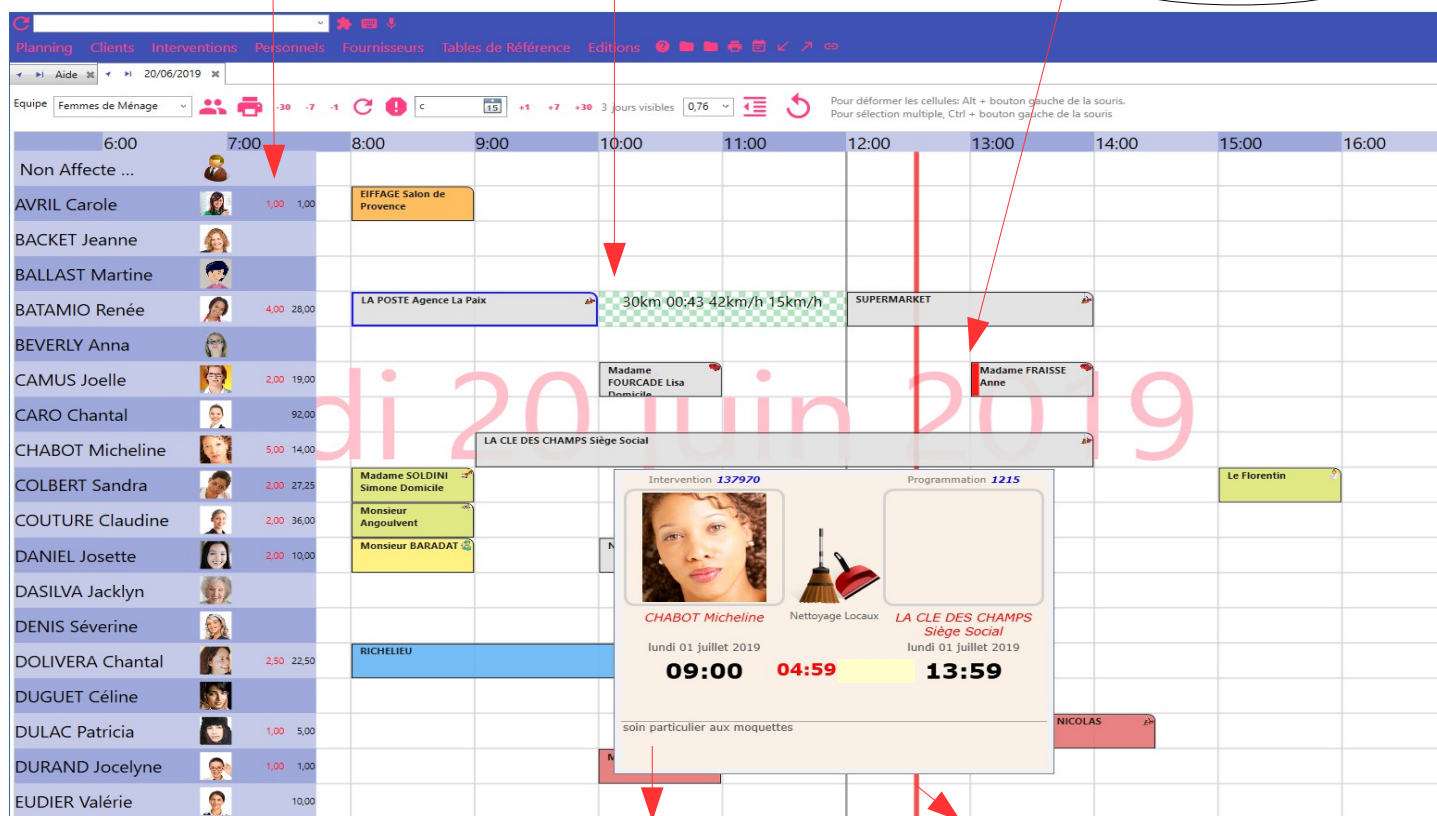 Planning Clients Interventions Personnels Fournisseurs Tables de Référence Editions
Aide 20/06/2019
Equipe Femmes de Ménage -30 -7 -1 c 15 +1 +7 +30 3 jours visibles 0,76
Pour déformer les cellules: Alt + bouton gauche de la souris.
Pour sélection multiple, Ctrl + bouton gauche de la souris
6:00 7:00 8:00 9:00 10:00 11:00 12:00 13:00 14:00 15:00 16:00
Non Affecte ...
AVRIL Carole 1,00 1,00
EIFFAGE Salon de
Provence
BACKET Jeanne
BALLAST Martine
BATAMIO Renée 4,00 28,00
LA POSTE Agence La Paix
30km 00:43 42km/h 15km/h
SUPERMARKET
BEVERLY Anna
CAMUS Joelle 2,00 19,00
Madame
FOURCADE Lisa
Domicile
Madame FRAISSE
Anne
di 20 juin 2019
CARO Chantal 92,00
CHABOT Micheline 5,00 14,00
LA CLE DES CHAMPS Siège Social
COLBERT Sandra 2,00 27,25
Madame SOLDINI
Simone Domicile
Le Florentin
COUTURE Claudine 2,00 36,00
Monsieur
Angoulvent
DANIEL Josette 2,00 10,00
Monsieur BARADAT
DASILVA Jacklyn
DENIS Séverine
DOLIVERA Chantal 2,50 22,50
RICHELIEU
DUGUET Céline
DULAC Patricia 1,00 5,00
NICOLAS
DURAND Jocelyne 1,00 1,00
EUDIER Valérie 10,00
Intervention 137970 Programmation 1215
CHABOT Micheline Nettoyage Locaux LA CLE DES CHAMPS
Siège Social
lundi 01 juillet 2019 lundi 01 juillet 2019
09:00 04:59 13:59
soin particulier aux moquettes